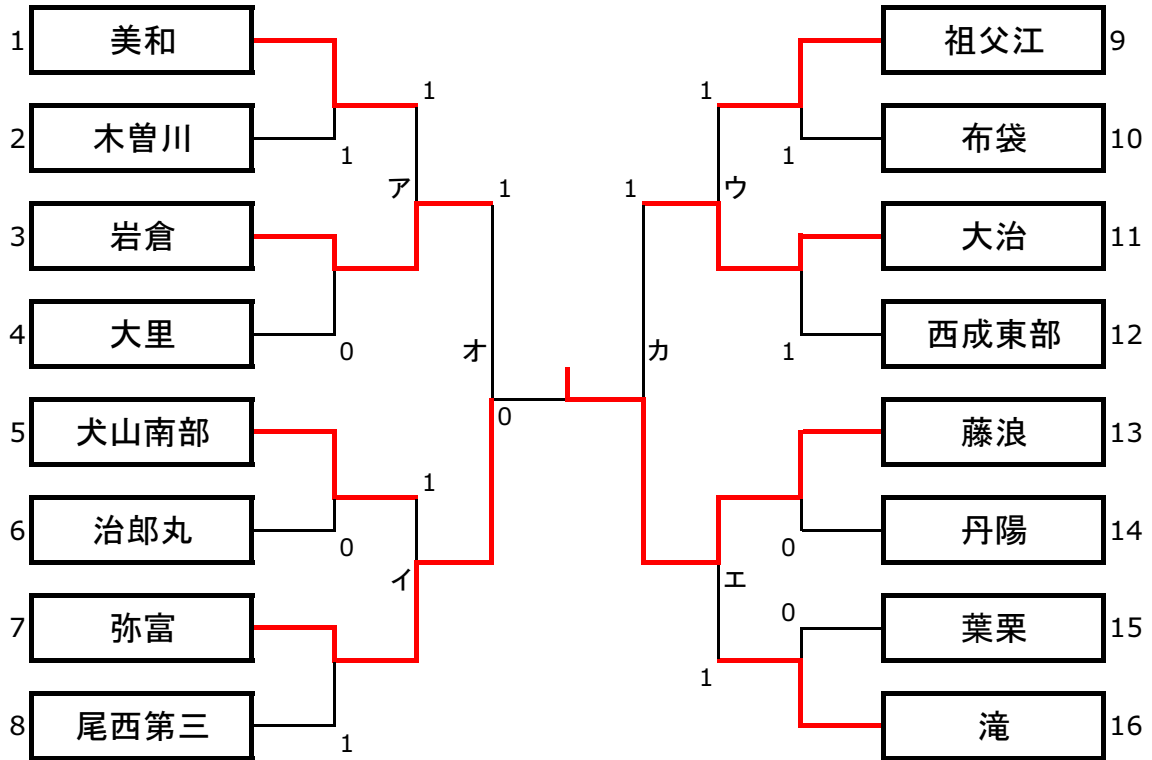 1 美和 祖父江 9
1 1
2 木曽川 布袋 10
1 1
ア 1 1 ウ
3 岩倉 大治 11
4 大里 西成東部 12
0 オ カ 1
0
5 犬山南部 藤浪 13
1
6 治郎丸 丹陽 14
0 0
イ エ
0
7 弥富 葉栗 15
1
8 尾西第三 滝 16
1